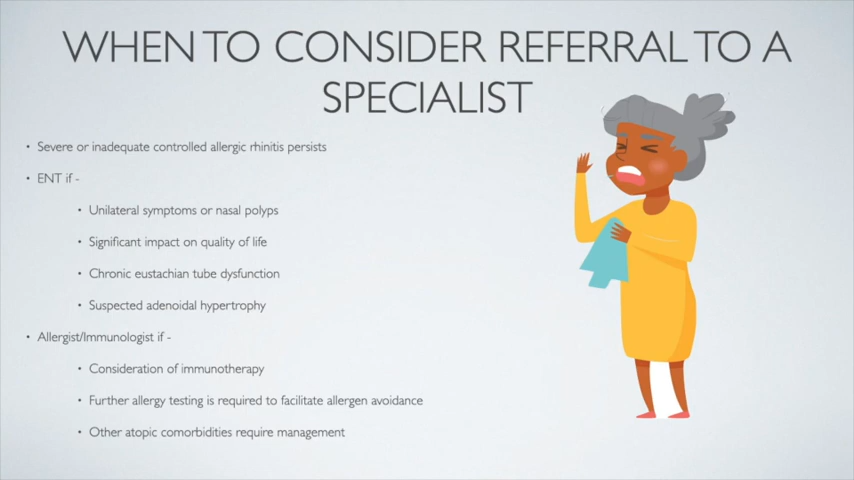 WHEN TO CONSIDER REFERRAL TO A
SPECIALIST
• Severe or inadequate controlled allergic rhinitis persists
• ENT if -
• Unilateral symptoms or nasal polyps
• Significant impact on quality of life
• Chronic eustachian tube dysfunction
• Suspected adenoidal hypertrophy
• Allergist/Immunologist if -
• Consideration of immunotherapy
• Further allergy testing is required to facilitate allergen avoidance
• Other atopic comorbidities require management